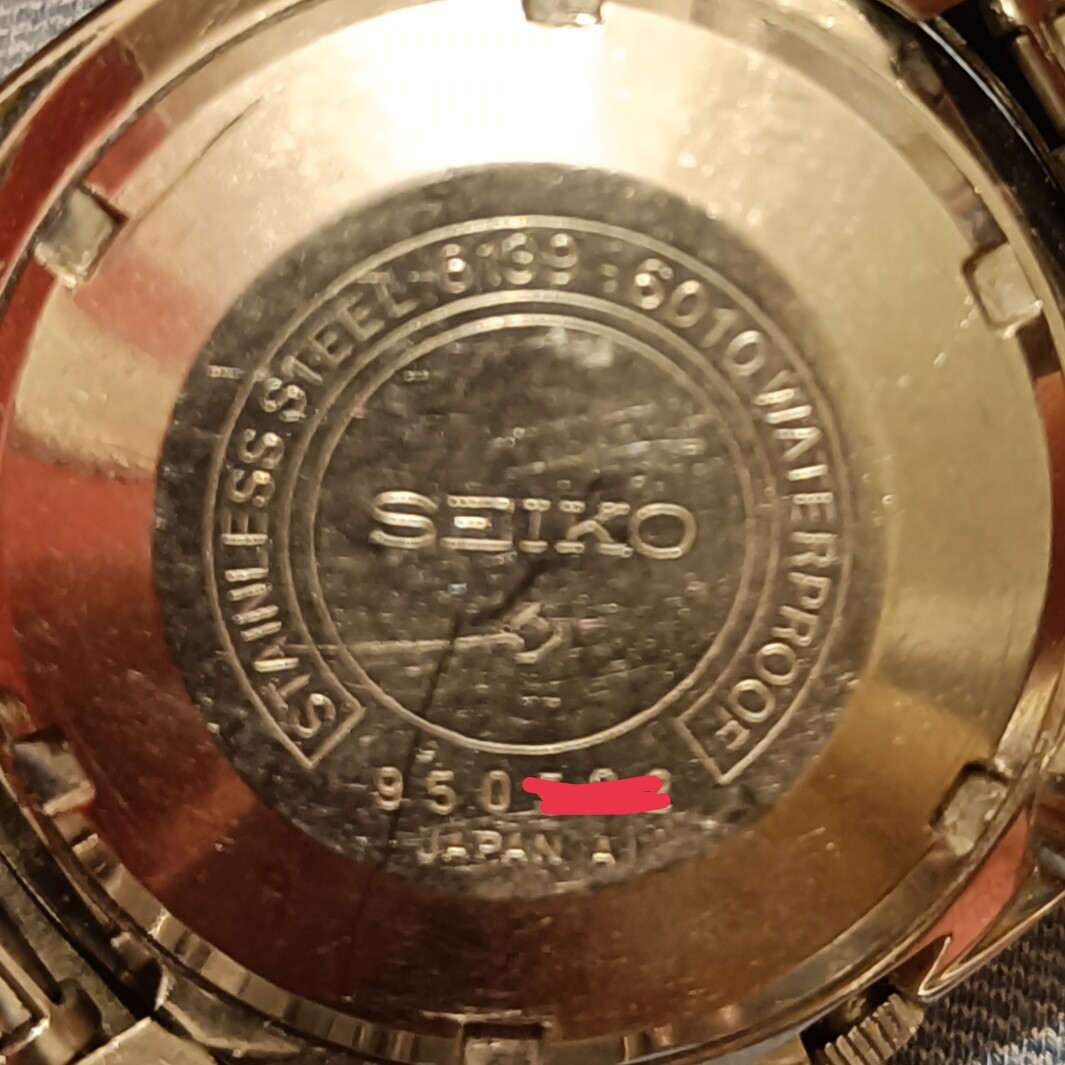 STAINLESS STEEL 6139-6010 WATERPROOF
SEIKO
950
JAPAN A